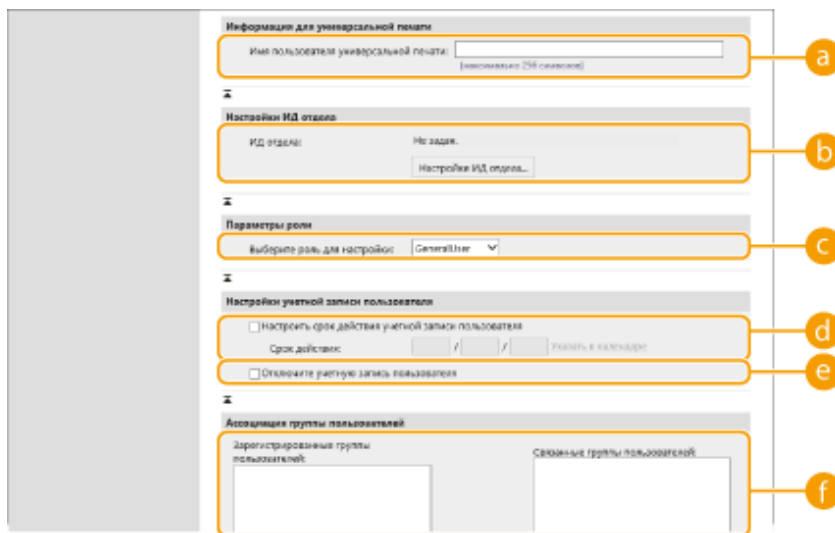 Информация для универсальной печати
Имя пользователя универсальной печати:
(максимально 256 символов)
a
Настройки ИД отдела
ИД отдела:
Не задан.
Настройки ИД отдела...
b
Параметры роли
Выберите роль для настройки:
GeneralUser
c
Настройки учетной записи пользователя
Настроить срок действия учетной записи пользователя
Срок действия:
/ / Указать в календаре
d
Отключите учетную запись пользователя
e
Ассоциация группы пользователей
Зарегистрированные группы
пользователей:
Связанные группы пользователей:
f